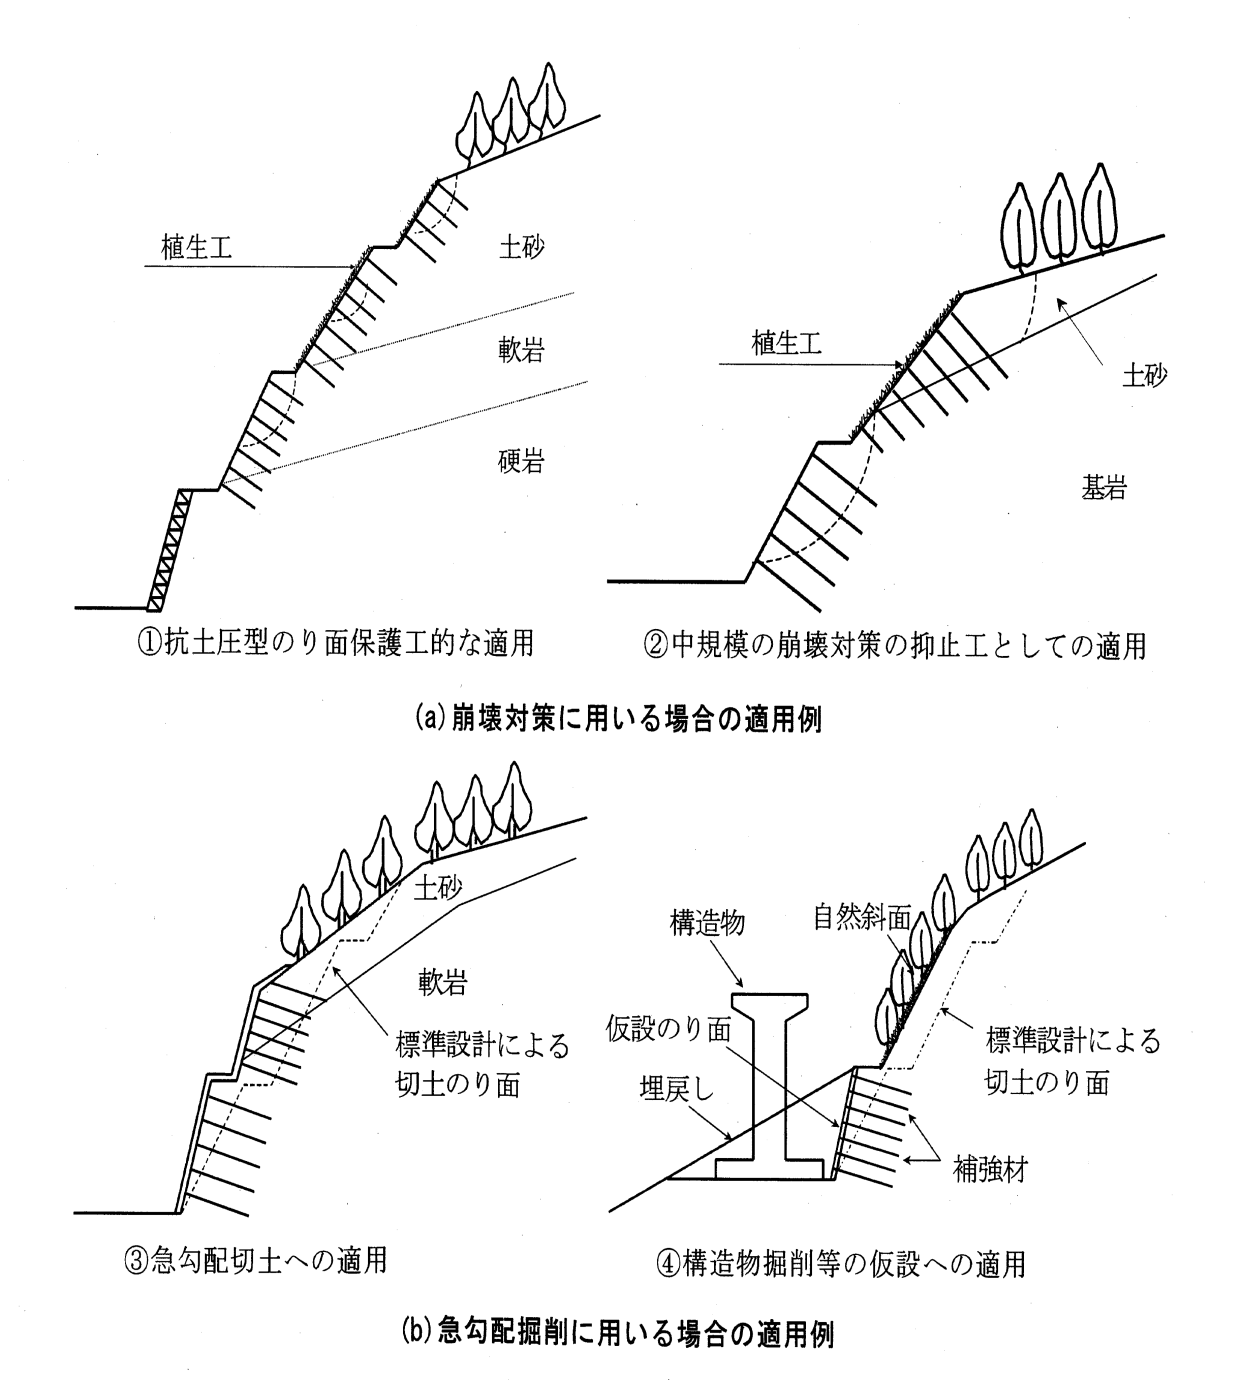 植生工
土砂
軟岩
硬岩
①抗土圧型のり面保護工的な適用
植生工
土砂
基岩
②中規模の崩壊対策の抑止工としての適用
(a)崩壊対策に用いる場合の適用例
土砂
軟岩
標準設計による
切土のり面
③急勾配切土への適用
構造物
自然斜面
仮設のり面
埋戻し
標準設計による
切土のり面
補強材
④構造物掘削等の仮設への適用
(b)急勾配掘削に用いる場合の適用例